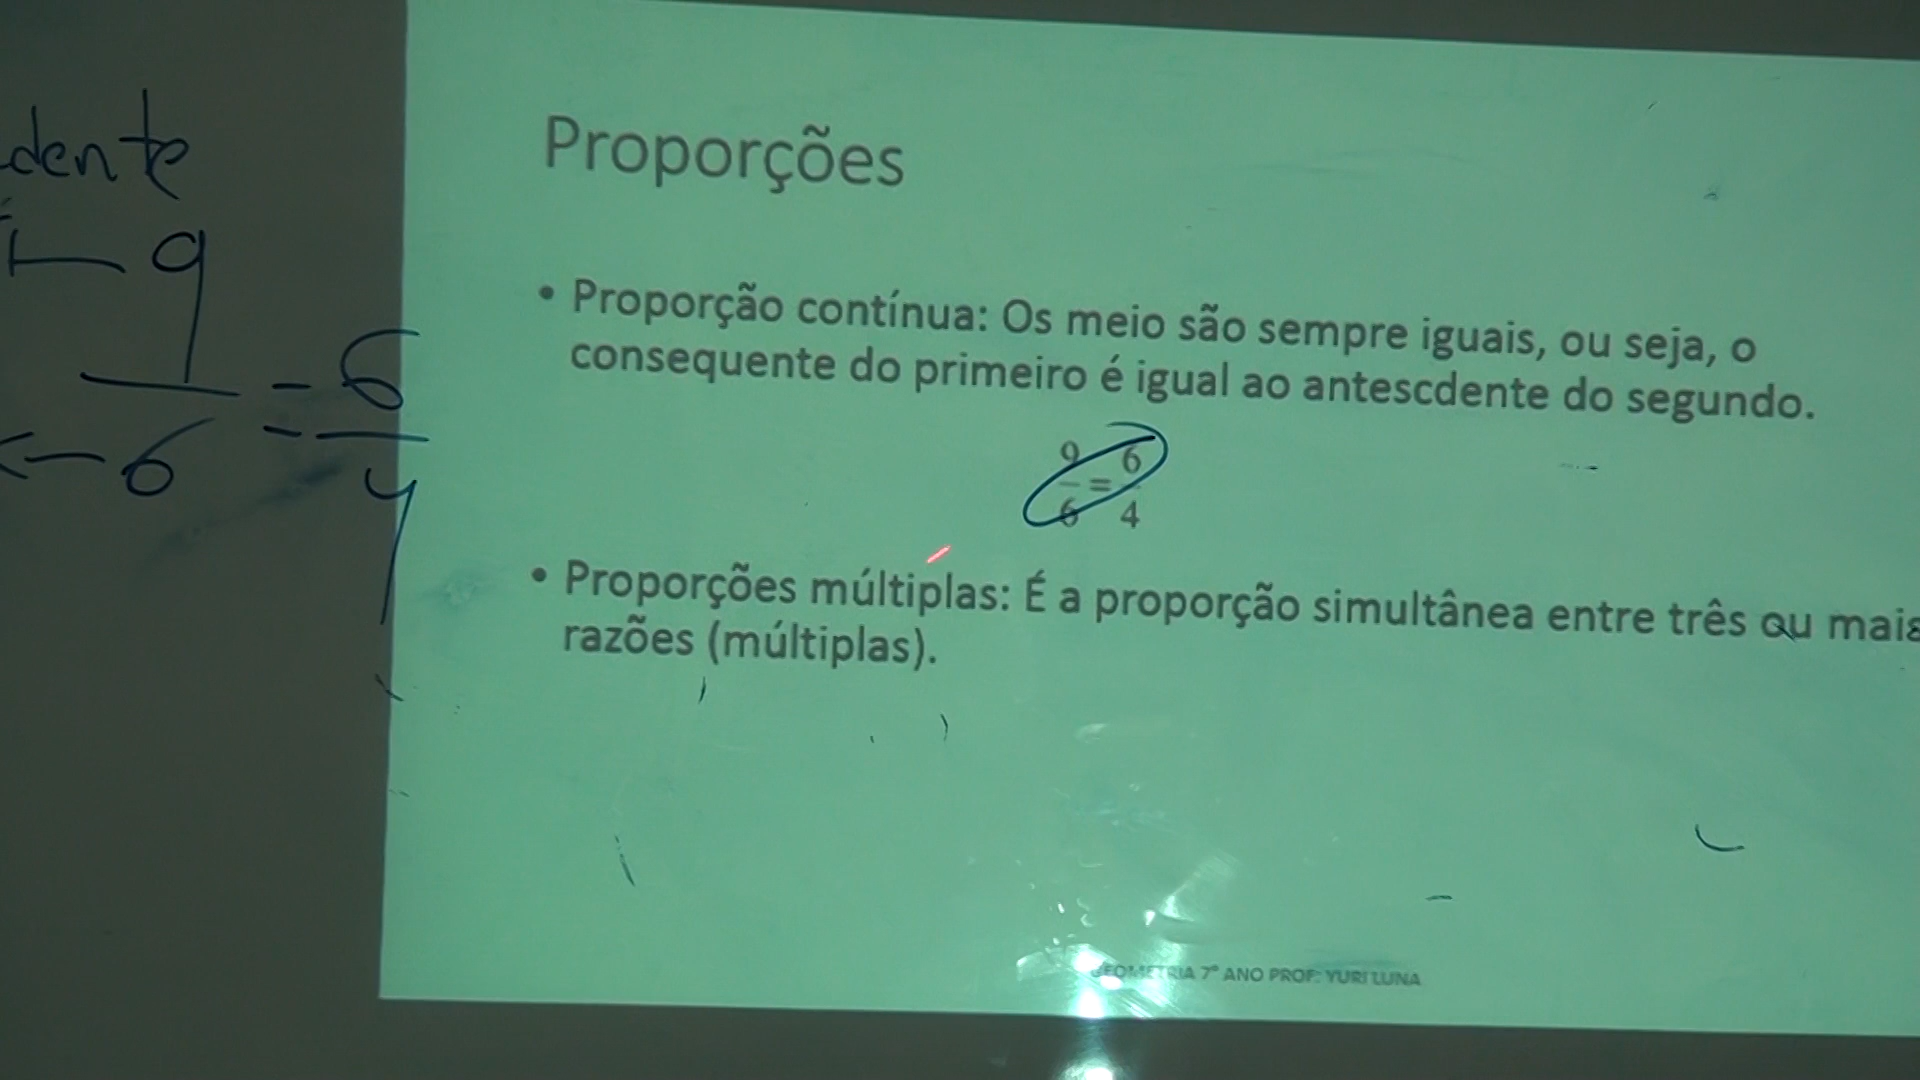 dente
9
6
=
6
4
Proporções
• Proporção contínua: Os meio são sempre iguais, ou seja, o
consequente do primeiro é igual ao antescdente do segundo.
9 6
=
6 4
• Proporções múltiplas: É a proporção simultânea entre três ou mais
razões (múltiplas).
GEOMETRIA 7° ANO PROF: YURI LUNA